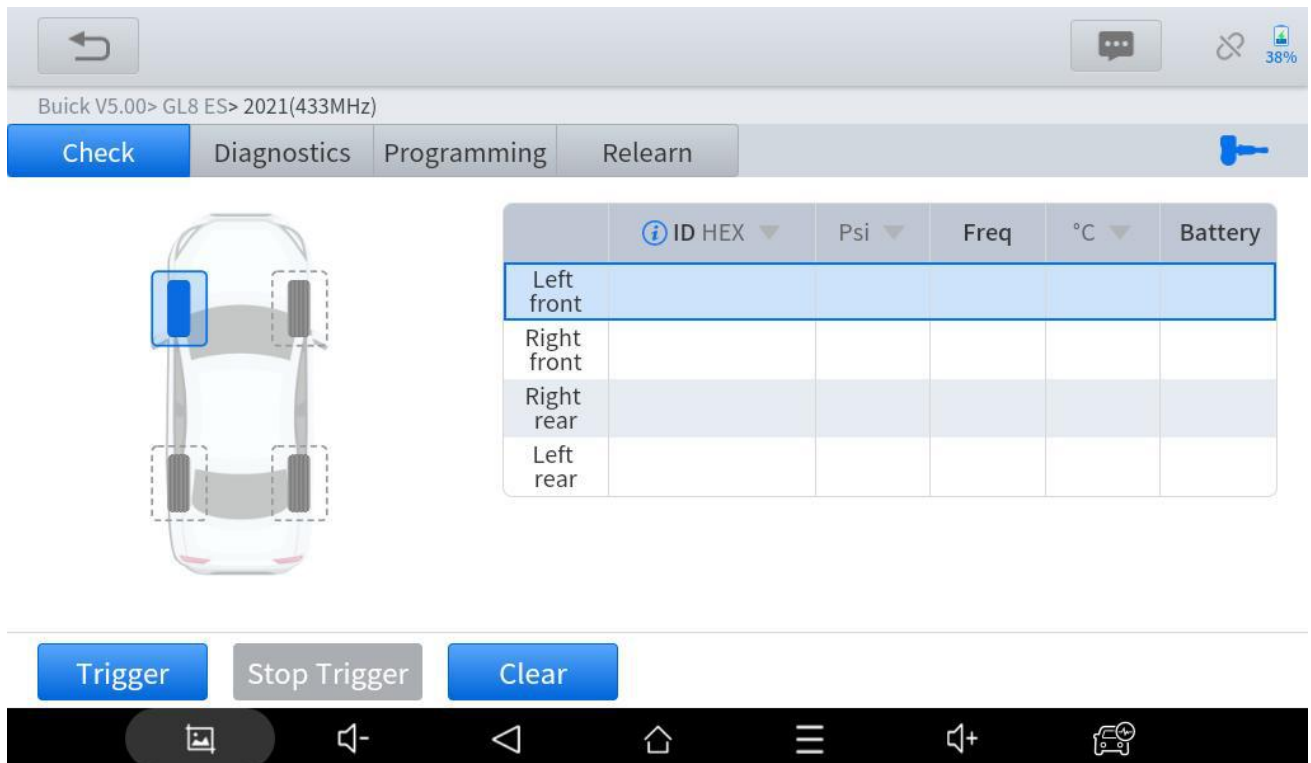 38%
Buick V5.00> GL8 ES> 2021(433MHz)
Check Diagnostics Programming Relearn
i ID HEX Psi Freq °C Battery
Left
front
Right
front
Right
rear
Left
rear
Trigger Stop Trigger Clear